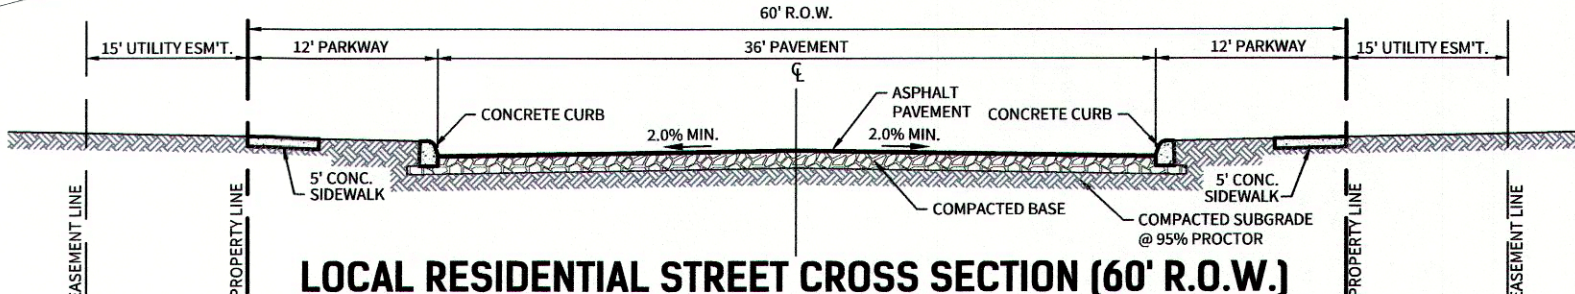 60' R.O.W.
15' UTILITY ESM'T.
12' PARKWAY
36' PAVEMENT
12' PARKWAY
15' UTILITY ESM'T.
℄
ASPHALT
PAVEMENT
CONCRETE CURB
CONCRETE CURB
2.0% MIN.
2.0% MIN.
5' CONC.
SIDEWALK
5' CONC.
SIDEWALK
COMPACTED BASE
COMPACTED SUBGRADE
@ 95% PROCTOR
EASEMENT LINE
PROPERTY LINE
PROPERTY LINE
EASEMENT LINE
LOCAL RESIDENTIAL STREET CROSS SECTION (60' R.O.W.)